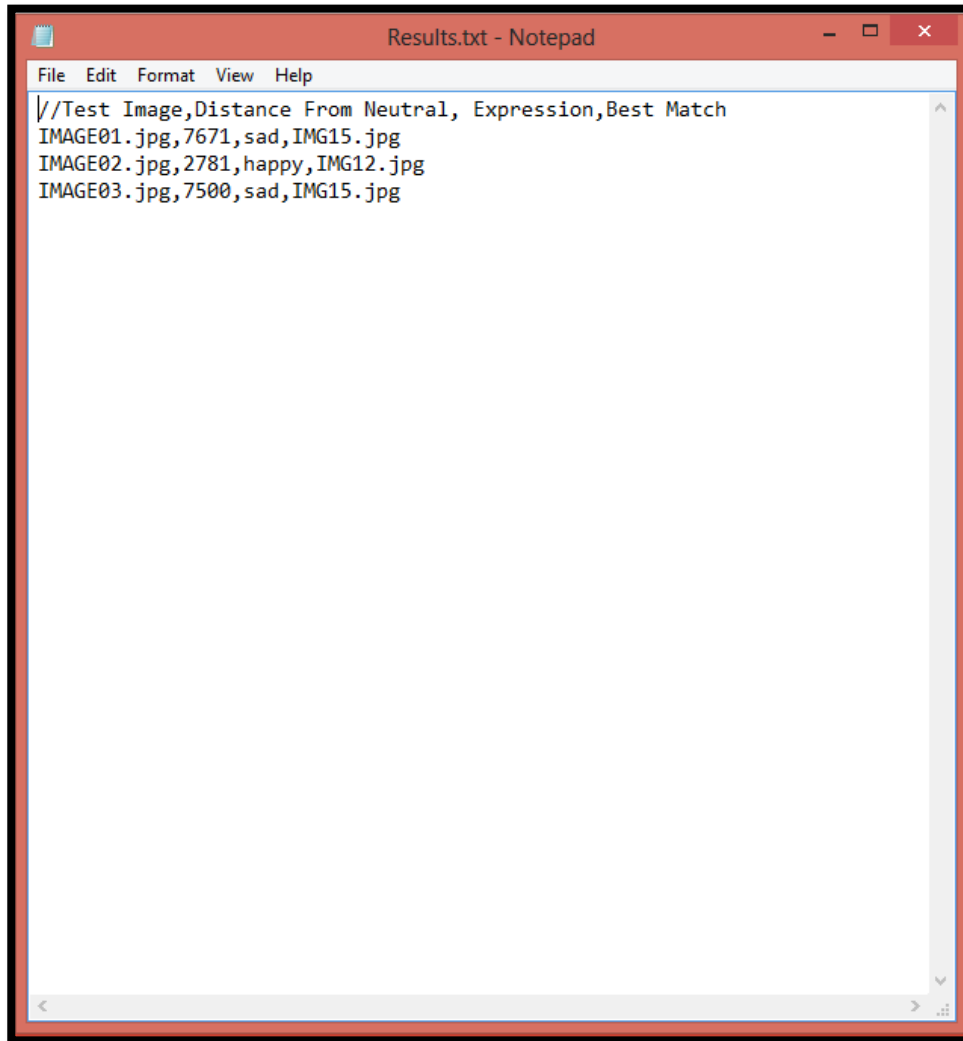 Results.txt - Notepad
File Edit Format View Help
//Test Image,Distance From Neutral, Expression,Best Match
IMAGE01.jpg,7671,sad,IMG15.jpg
IMAGE02.jpg,2781,happy,IMG12.jpg
IMAGE03.jpg,7500,sad,IMG15.jpg